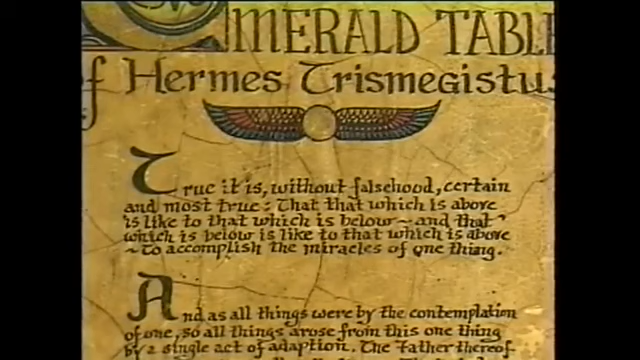 EMERALD TABLE
of Hermes Trismegistus
True it is, without falsehood, certain
and most true: That that which is above
is like to that which is below ~ and that
which is below is like to that which is above
~ To accomplish the miracles of one thing.
And as all things were by the contemplation
of one, so all things arose from this one thing
by a single act of adaption. The father thereof